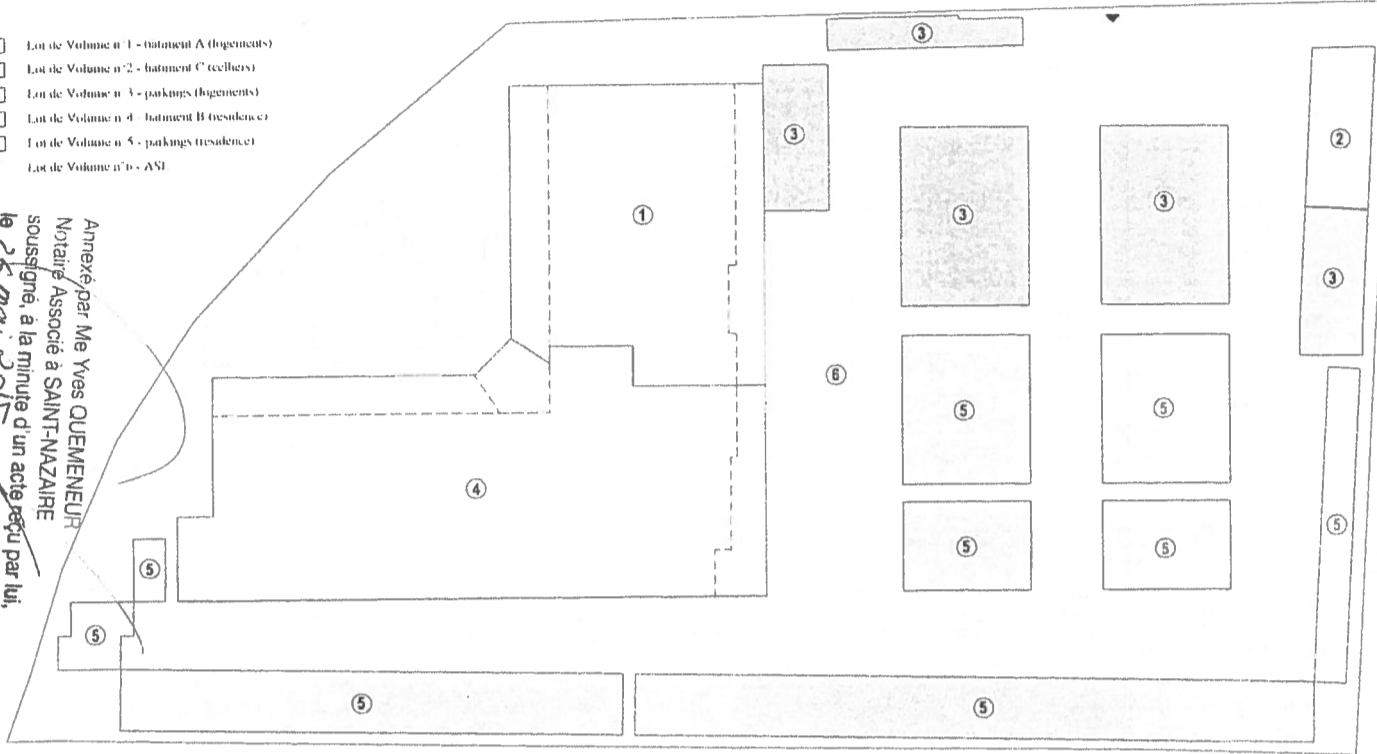 Lot de Volume n°1 - batiment A (logements)
Lot de Volume n°2 - batiment C (celliers)
Lot de Volume n°3 - parkings (logements)
Lot de Volume n°4 - batiment B (residence)
Lot de Volume n°5 - parkings (residence)
Lot de Volume n°6 - ASL
Annexé par Me Yves QUEMENEUR
Notaire Associé à SAINT-NAZAIRE
soussigné, à la minute d'un acte reçu par lui,
le 26 mai
3
3
1
3
3
2
3
6
5
5
4
5
5
5
5
5
5
5